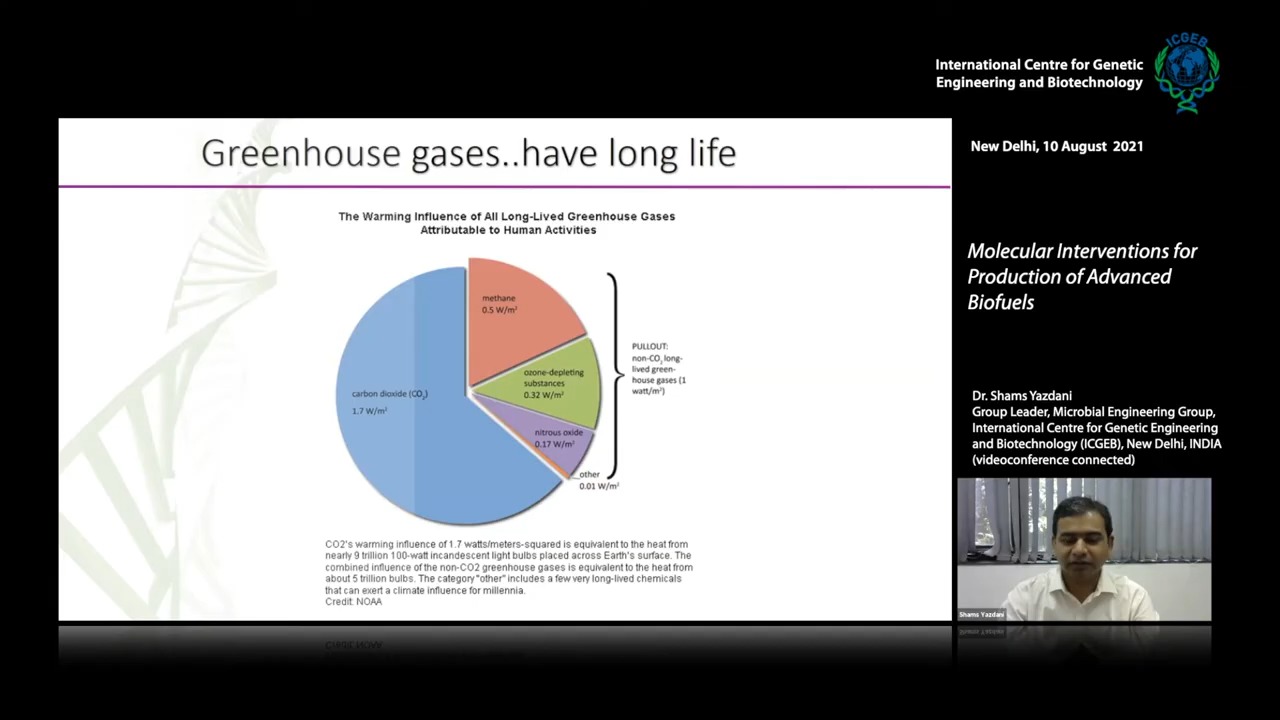 ICGEB
International Centre for Genetic
Engineering and Biotechnology
New Delhi, 10 August 2021
Greenhouse gases..have long life
The Warming Influence of All Long-Lived Greenhouse Gases
Attributable to Human Activities
methane
0.5 W/m²
ozone-depleting
substances
0.32 W/m²
nitrous oxide
0.17 W/m²
other
0.01 W/m²
carbon dioxide (CO₂)
1.7 W/m²
PULLOUT:
non-CO₂ long-
lived green-
house gases (1
watt/m²)
CO2's warming influence of 1.7 watts/meters-squared is equivalent to the heat from
nearly 9 trillion 100-watt incandescent light bulbs placed across Earth's surface. The
combined influence of the non-CO2 greenhouse gases is equivalent to the heat from
about 5 trillion bulbs. The category "other" includes a few very long-lived chemicals
that can exert a climate influence for millennia.
Credit: NOAA
Molecular Interventions for
Production of Advanced
Biofuels
Dr. Shams Yazdani
Group Leader, Microbial Engineering Group,
International Centre for Genetic Engineering
and Biotechnology (ICGEB), New Delhi, INDIA
(videoconference connected)
Shams Yazdani